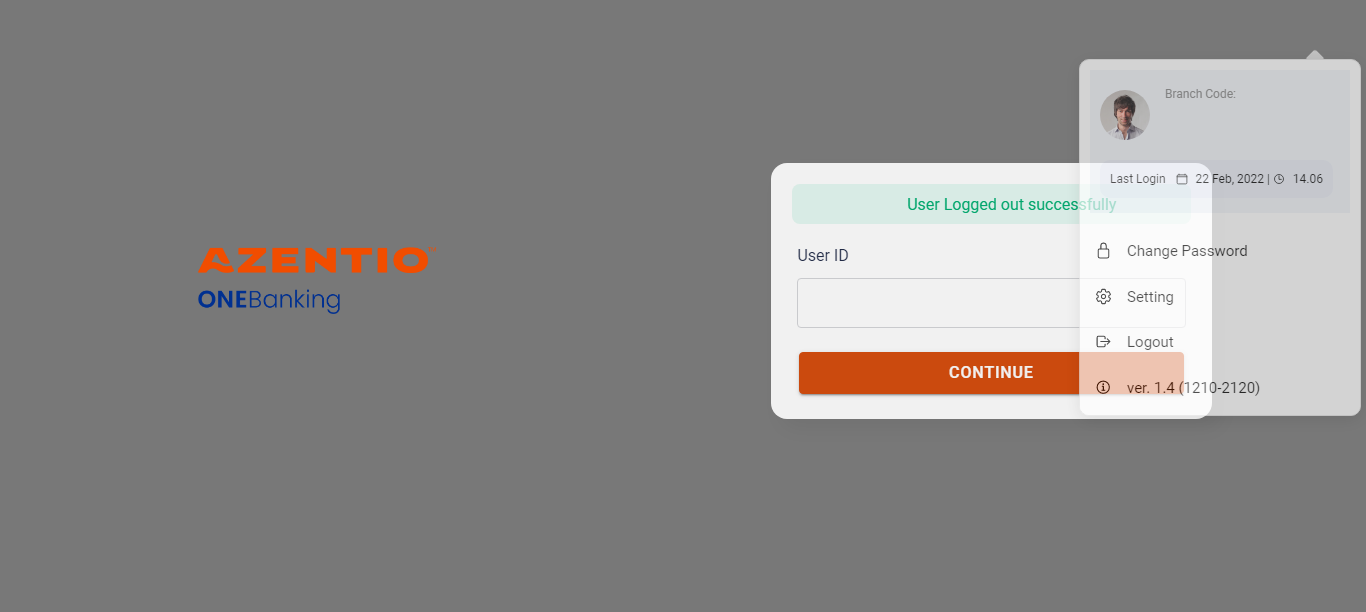 AZENTIO
ONEBanking
User Logged out successfully
User ID
CONTINUE
Branch Code:
Last Login 22 Feb, 2022 | 14.06
Change Password
Setting
Logout
ver. 1.4 (1210-2120)